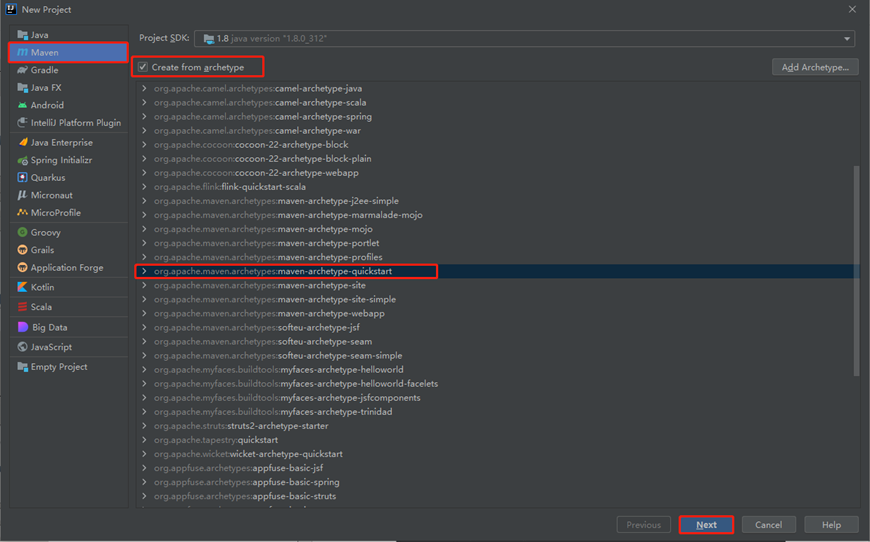 New Project
Java
Maven
Gradle
Java FX
Android
IntelliJ Platform Plugin
Java Enterprise
Spring Initializr
Quarkus
Micronaut
MicroProfile
Groovy
Grails
Application Forge
Kotlin
Scala
Big Data
JavaScript
Empty Project
Project SDK: 1.8 java version "1.8.0_312"
Create from archetype Add Archetype...
org.apache.camel.archetypes:camel-archetype-java
org.apache.camel.archetypes:camel-archetype-scala
org.apache.camel.archetypes:camel-archetype-spring
org.apache.camel.archetypes:camel-archetype-war
org.apache.cocoon:cocoon-22-archetype-block
org.apache.cocoon:cocoon-22-archetype-block-plain
org.apache.cocoon:cocoon-22-archetype-webapp
org.apache.flink:flink-quickstart-scala
org.apache.maven.archetypes:maven-archetype-j2ee-simple
org.apache.maven.archetypes:maven-archetype-marmalade-mojo
org.apache.maven.archetypes:maven-archetype-mojo
org.apache.maven.archetypes:maven-archetype-portlet
org.apache.maven.archetypes:maven-archetype-profiles
org.apache.maven.archetypes:maven-archetype-quickstart
org.apache.maven.archetypes:maven-archetype-site
org.apache.maven.archetypes:maven-archetype-site-simple
org.apache.maven.archetypes:maven-archetype-webapp
org.apache.maven.archetypes:softeu-archetype-jsf
org.apache.maven.archetypes:softeu-archetype-seam
org.apache.maven.archetypes:softeu-archetype-seam-simple
org.apache.myfaces.buildtools:myfaces-archetype-helloworld
org.apache.myfaces.buildtools:myfaces-archetype-helloworld-facelets
org.apache.myfaces.buildtools:myfaces-archetype-jsfcomponents
org.apache.myfaces.buildtools:myfaces-archetype-trinidad
org.apache.struts:struts2-archetype-starter
org.apache.tapestry:quickstart
org.apache.wicket:wicket-archetype-quickstart
org.appfuse.archetypes:appfuse-basic-jsf
org.appfuse.archetypes:appfuse-basic-spring
org.appfuse.archetypes:appfuse-basic-struts
Previous Next Cancel Help